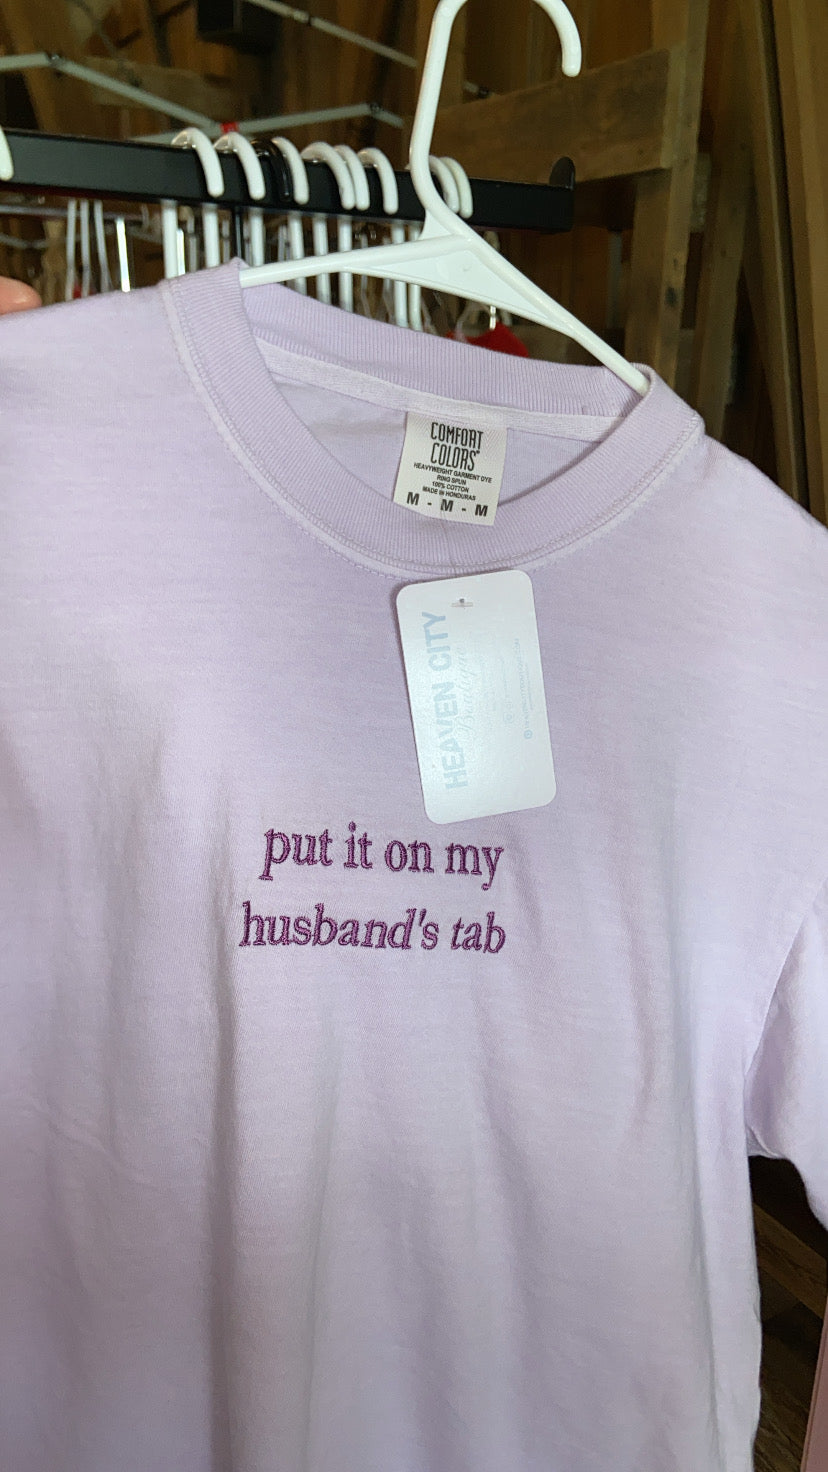 COMFORT
COLORS
HEAVYWEIGHT GARMENT DYE
RING SPUN
100% COTTON
MADE IN HONDURAS
M - M - M
HEAVEN CITY
Boutique
put it on my
husband's tab